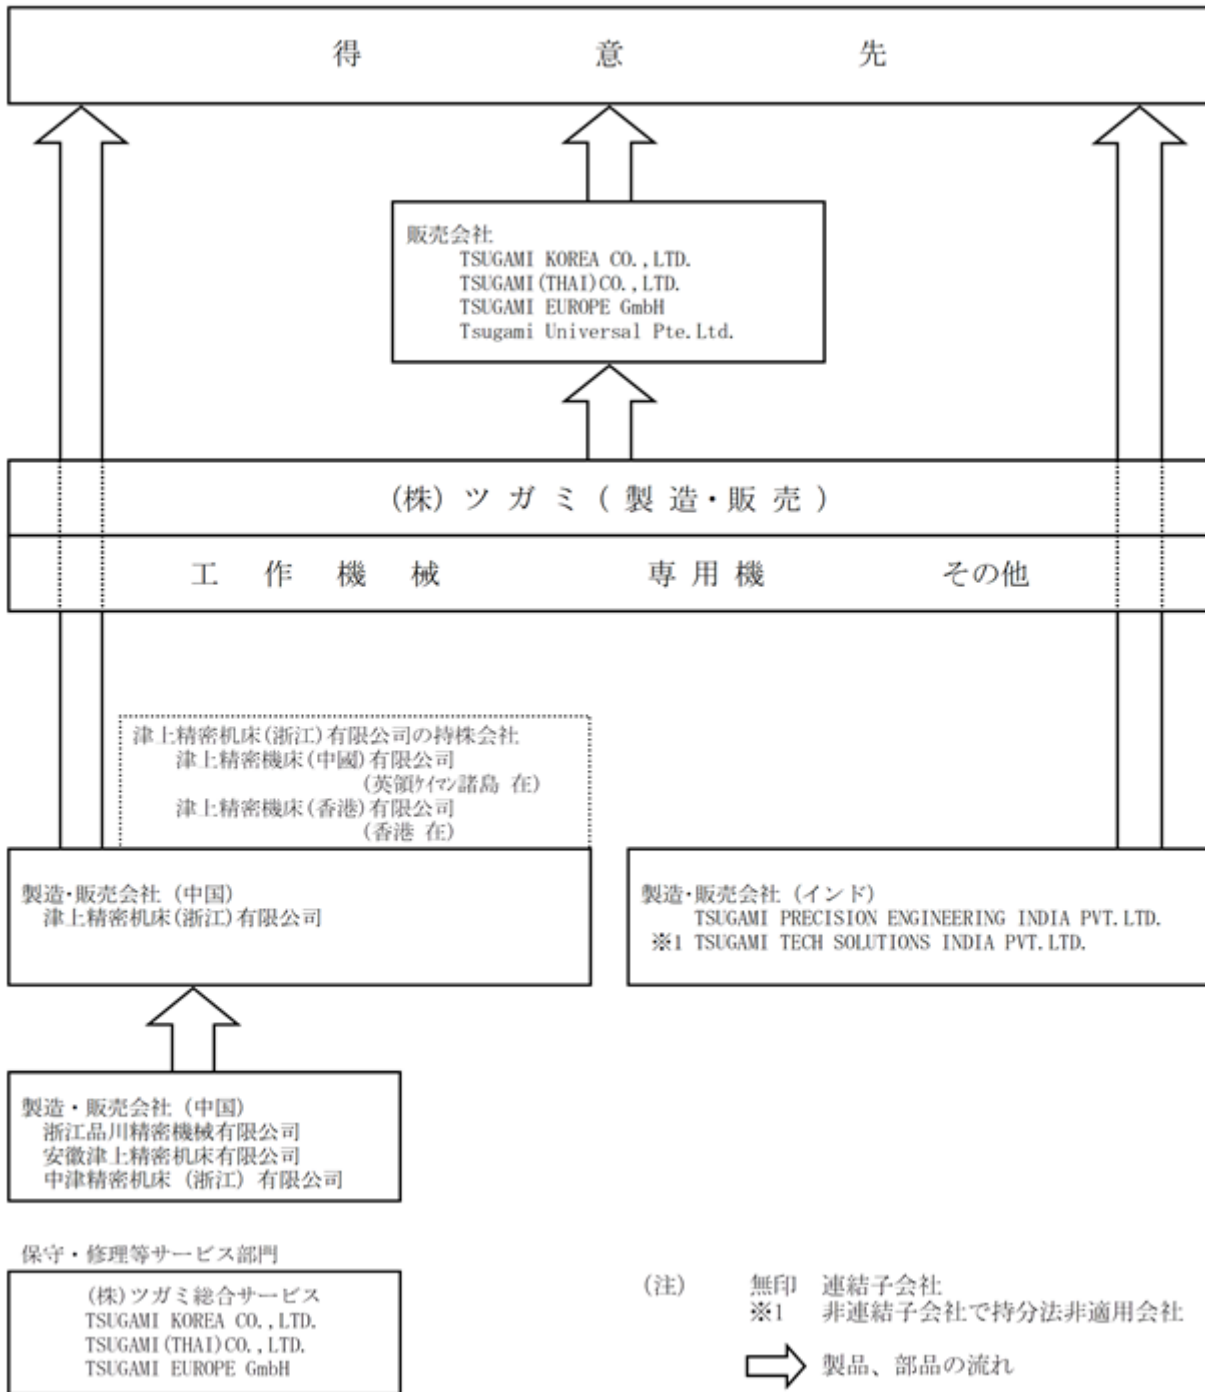 得意先
販売会社
TSUGAMI KOREA CO.,LTD.
TSUGAMI(THAI)CO.,LTD.
TSUGAMI EUROPE GmbH
Tsugami Universal Pte.Ltd.
(株)ツガミ(製造・販売)
工作機械 専用機 その他
津上精密机床(浙江)有限公司の持株会社
津上精密機床(中國)有限公司
(英領ｹｲﾏﾝ諸島 在)
津上精密機床(香港)有限公司
(香港 在)
製造・販売会社 (中国)
津上精密机床(浙江)有限公司
製造・販売会社 (インド)
TSUGAMI PRECISION ENGINEERING INDIA PVT.LTD.
※1 TSUGAMI TECH SOLUTIONS INDIA PVT.LTD.
製造・販売会社 (中国)
浙江品川精密機械有限公司
安徽津上精密机床有限公司
中津精密机床 (浙江) 有限公司
保守・修理等サービス部門
(株)ツガミ総合サービス
TSUGAMI KOREA CO.,LTD.
TSUGAMI(THAI)CO.,LTD.
TSUGAMI EUROPE GmbH
(注) 無印 連結子会社
※1 非連結子会社で持分法非適用会社
製品、部品の流れ